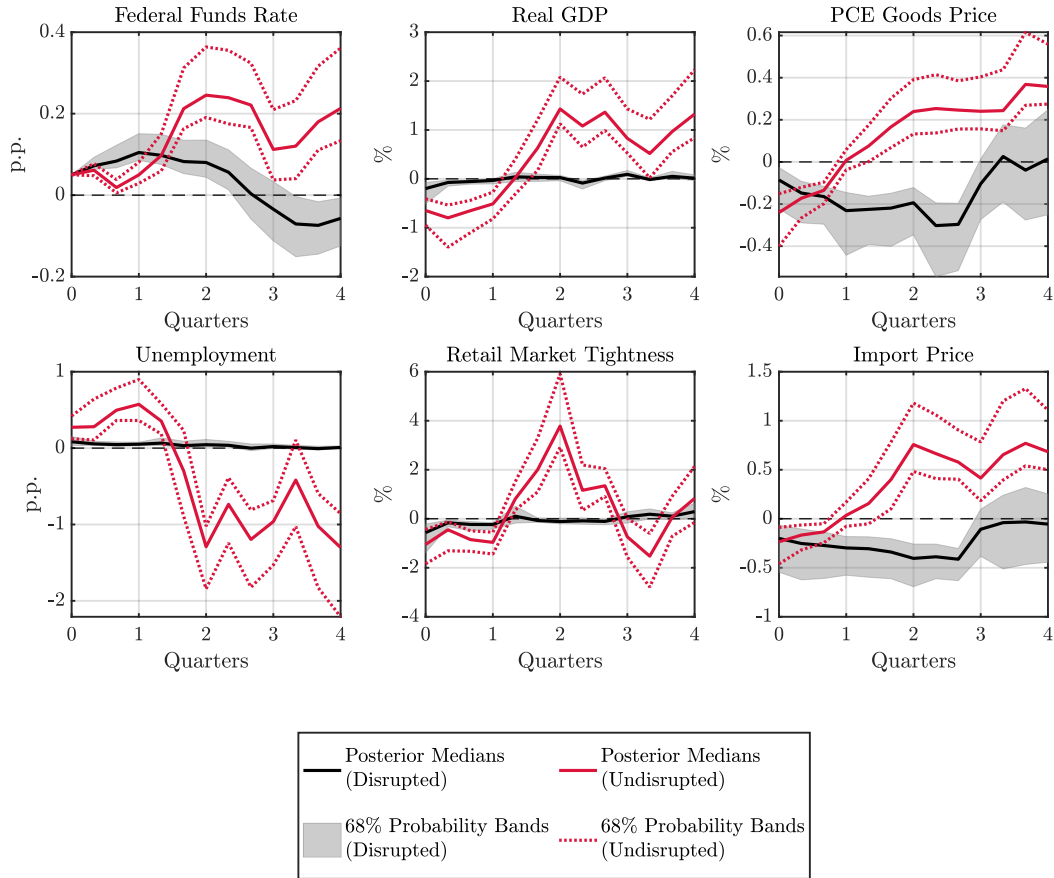 Federal Funds Rate
0.4
0.2
0
-0.2
p.p.
0 1 2 3 4
Quarters
Real GDP
3
2
1
0
-1
-2
%
0 1 2 3 4
Quarters
PCE Goods Price
0.6
0.4
0.2
0
-0.2
-0.4
%
0 1 2 3 4
Quarters
Unemployment
1
0
-1
-2
p.p.
0 1 2 3 4
Quarters
Retail Market Tightness
6
4
2
0
-2
-4
%
0 1 2 3 4
Quarters
Import Price
1.5
1
0.5
0
-0.5
-1
%
0 1 2 3 4
Quarters
Posterior Medians
(Disrupted)
Posterior Medians
(Undisrupted)
68% Probability Bands
(Disrupted)
68% Probability Bands
(Undisrupted)